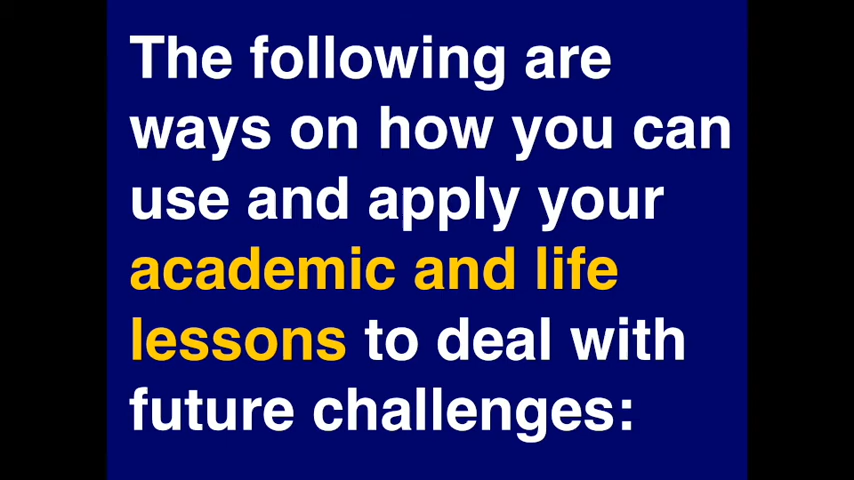 The following are
ways on how you can
use and apply your
academic and life
lessons to deal with
future challenges: